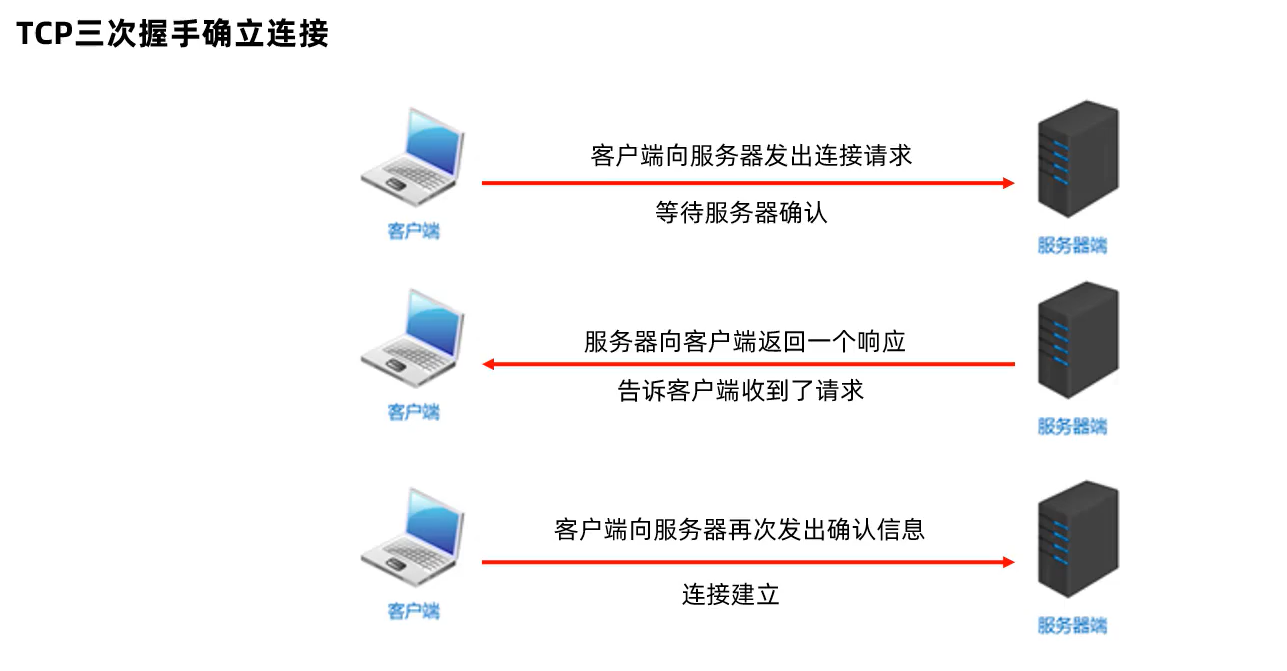 TCP三次握手确立连接
客户端向服务器发出连接请求
等待服务器确认
客户端
服务器端
服务器向客户端返回一个响应
告诉客户端收到了请求
客户端
服务器端
客户端向服务器再次发出确认信息
连接建立
客户端
服务器端